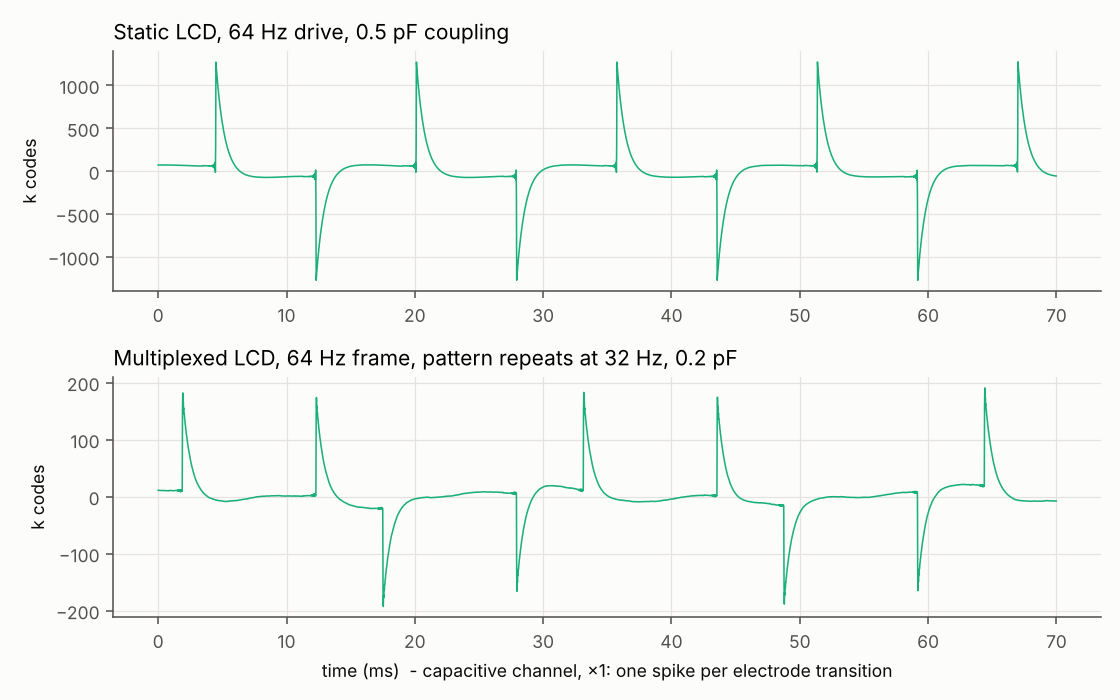 Static LCD, 64 Hz drive, 0.5 pF coupling
k codes
1000
500
0
−500
−1000
0 10 20 30 40 50 60 70
Multiplexed LCD, 64 Hz frame, pattern repeats at 32 Hz, 0.2 pF
k codes
200
100
0
−100
−200
0 10 20 30 40 50 60 70
time (ms)  - capacitive channel, ×1: one spike per electrode transition